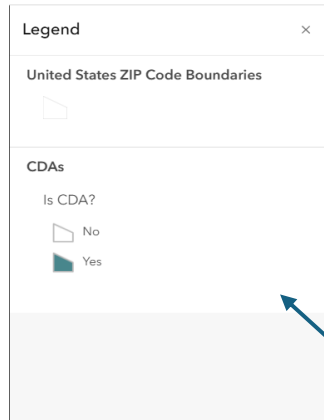 Legend ×
United States ZIP Code Boundaries
CDAs
Is CDA?
No
Yes